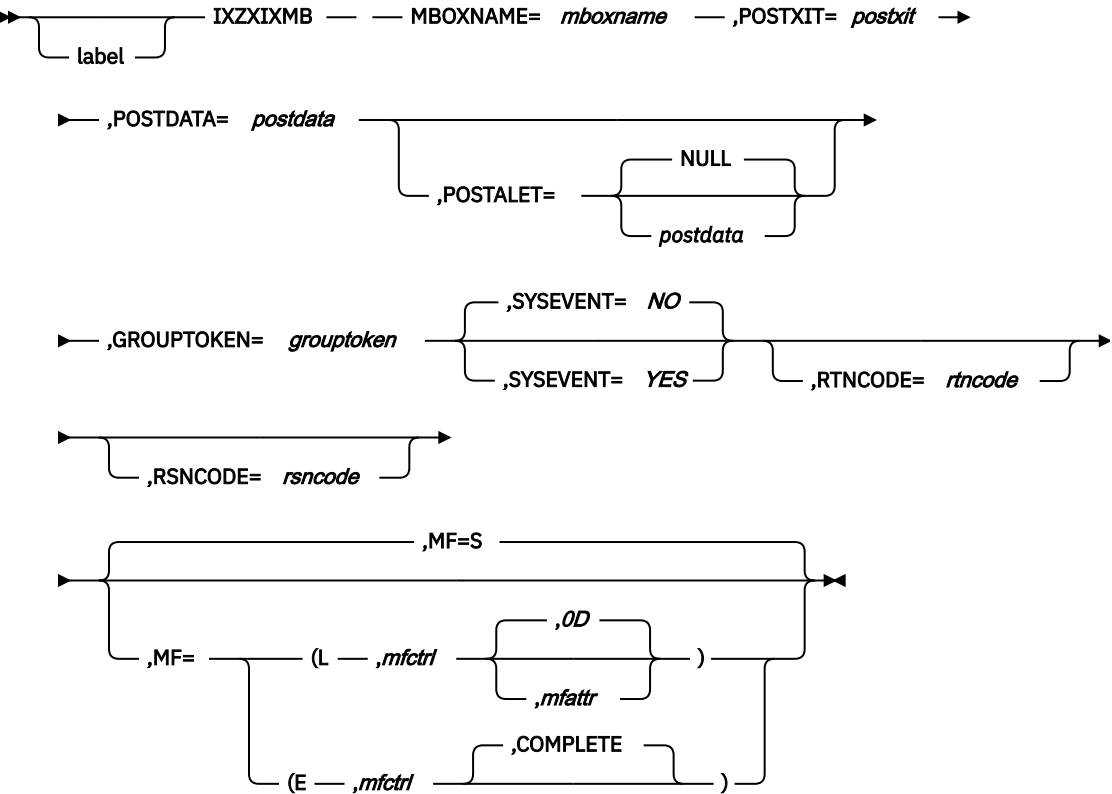 IXZXIXMB MBOXNAME= mboxname ,POSTXIT= postxit
label
,POSTDATA= postdata
NULL
,POSTALET=
postdata
,SYSEVENT= NO
,GROUPTOKEN= grouptoken
,SYSEVENT= YES ,RTNCODE= rtncode
,RSNCODE= rsncode
,MF=S
,0D
,MF= (L ,mfctrl )
,mfattr
,COMPLETE
(E ,mfctrl )